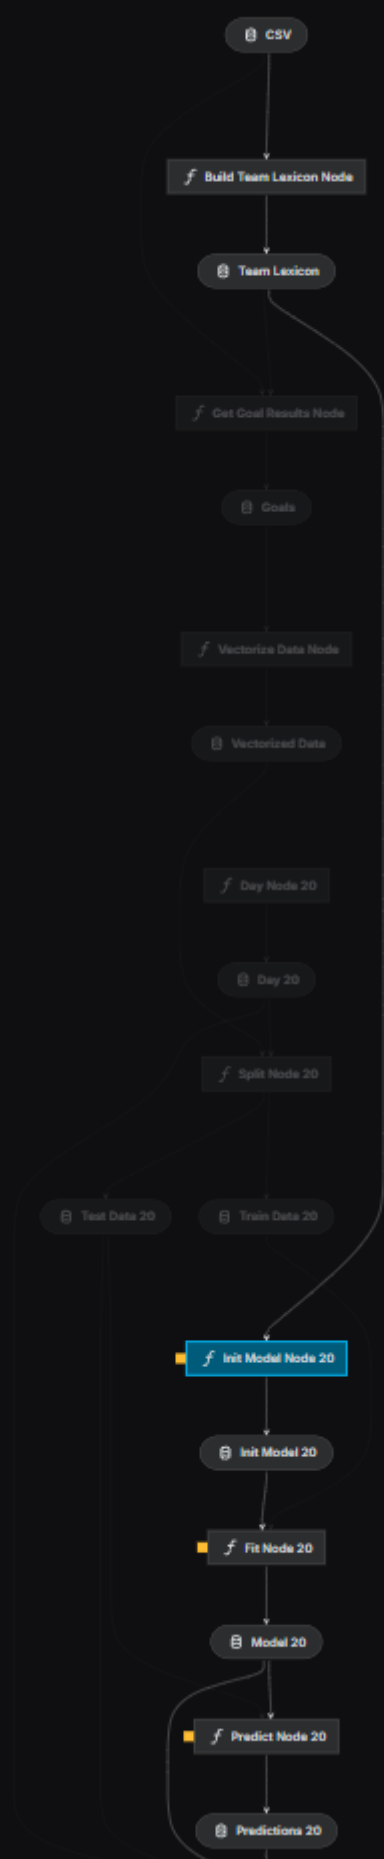 CSV
Build Team Lexicon Node
Team Lexicon
Get Goal Results Node
Goals
Vectorize Data Node
Vectorized Data
Day Node 20
Day 20
Split Node 20
Test Data 20
Train Data 20
Init Model Node 20
Init Model 20
Fit Node 20
Model 20
Predict Node 20
Predictions 20